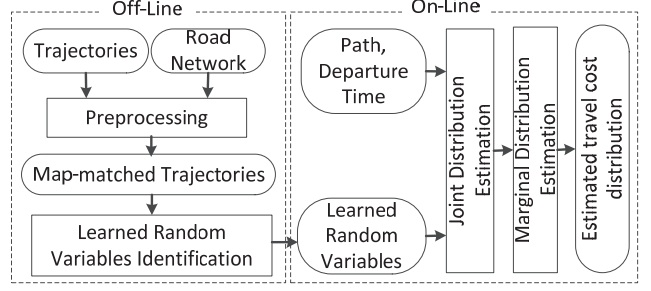 Off-Line
Trajectories
Road
Network
Preprocessing
Map-matched Trajectories
Learned Random
Variables Identification
On-Line
Path,
Departure
Time
Learned
Random
Variables
Joint Distribution
Estimation
Marginal Distribution
Estimation
Estimated travel cost
distribution